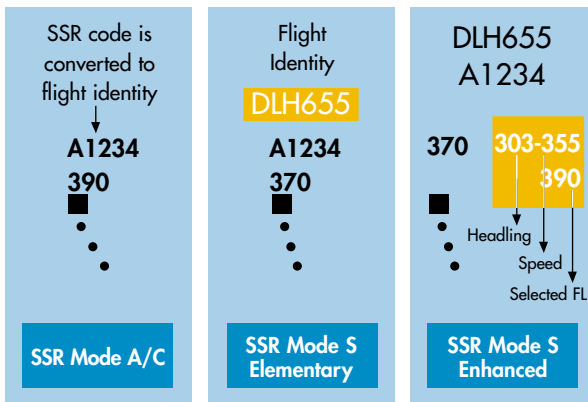 SSR code is
converted to
flight identity
A1234
390
SSR Mode A/C
Flight
Identity
DLH655
A1234
370
SSR Mode S
Elementary
DLH655
A1234
370 303-355
390
Headling
Speed
Selected FL
SSR Mode S
Enhanced